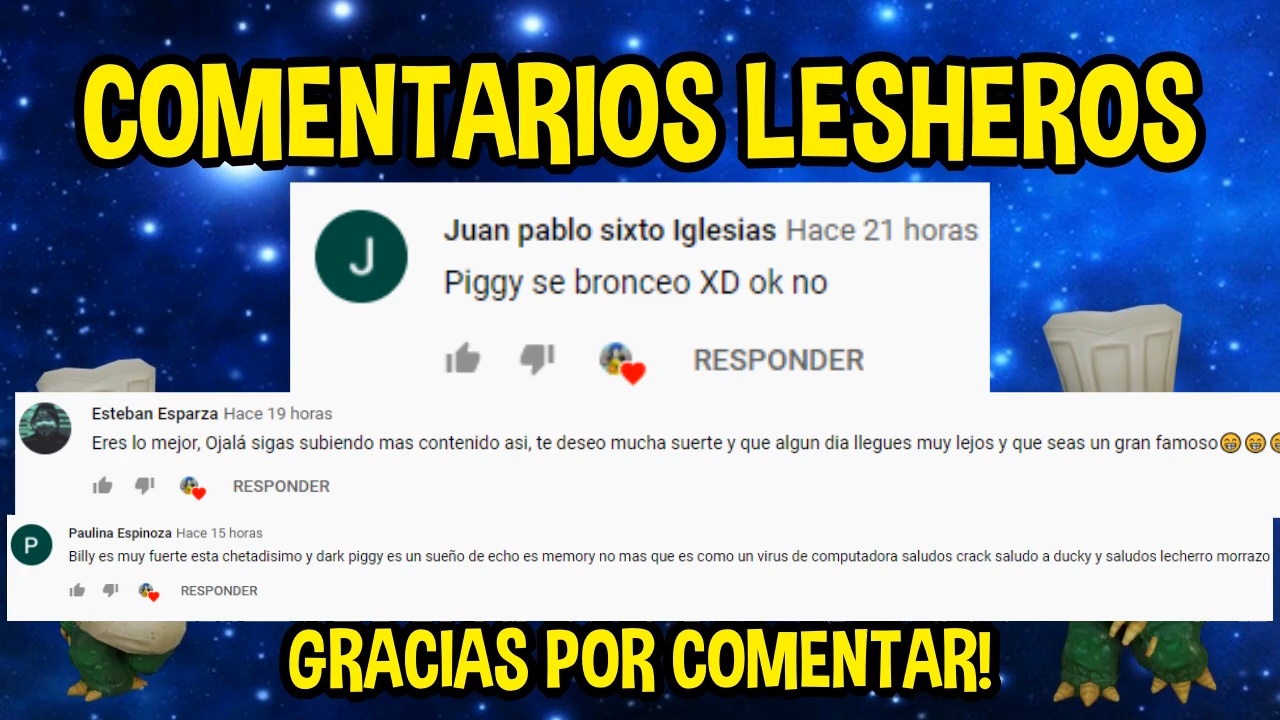 COMENTARIOS LESHEROS
J
Juan pablo sixto Iglesias Hace 21 horas
Piggy se bronceo XD ok no
RESPONDER
Esteban Esparza Hace 19 horas
Eres lo mejor, Ojalá sigas subiendo mas contenido asi, te deseo mucha suerte y que algun dia llegues muy lejos y que seas un gran famoso😁😁😁
RESPONDER
P
Paulina Espinoza Hace 15 horas
Billy es muy fuerte esta chetadisimo y dark piggy es un sueño de echo es memory no mas que es como un virus de computadora saludos crack saludo a ducky y saludos lecherro morrazo
RESPONDER
GRACIAS POR COMENTAR!